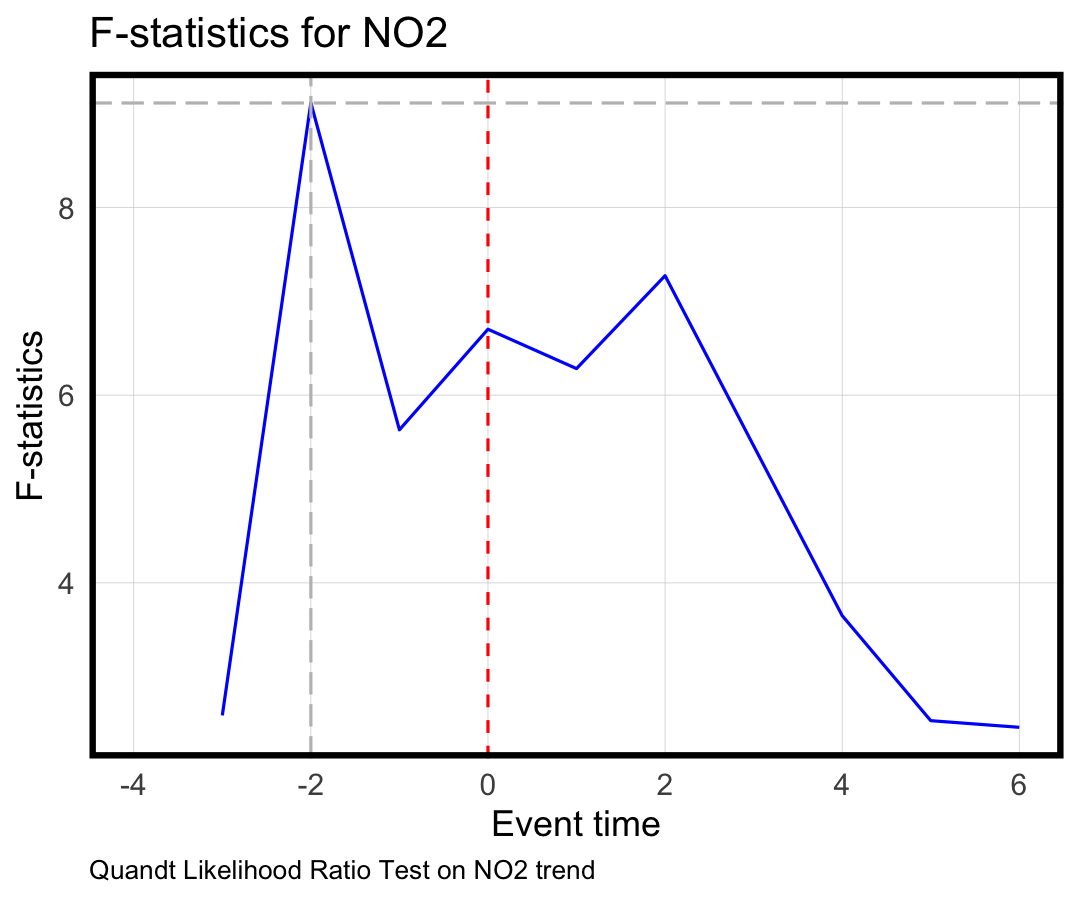 F-statistics for NO2
F-statistics
8
6
4
-4 -2 0 2 4 6
Event time
Quandt Likelihood Ratio Test on NO2 trend